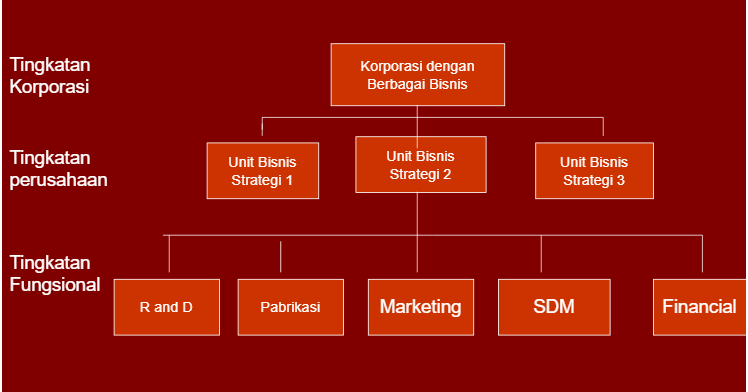 Tingkatan
Korporasi
Korporasi dengan
Berbagai Bisnis
Tingkatan
perusahaan
Unit Bisnis
Strategi 1
Unit Bisnis
Strategi 2
Unit Bisnis
Strategi 3
Tingkatan
Fungsional
R and D
Pabrikasi
Marketing
SDM
Financial